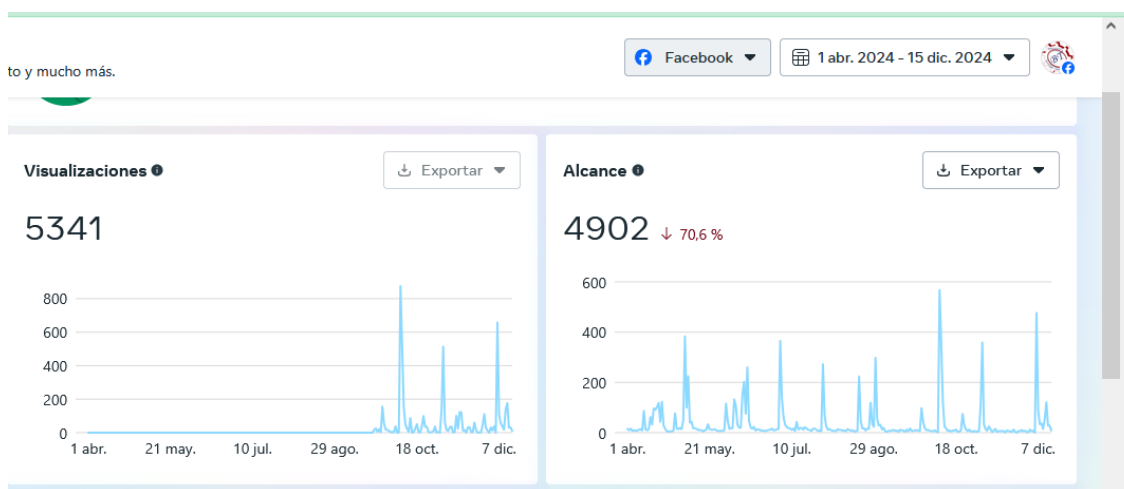 Facebook
1 abr. 2024 - 15 dic. 2024
to y mucho más.
Visualizaciones
Exportar
5341
800
600
400
200
0
1 abr.
21 may.
10 jul.
29 ago.
18 oct.
7 dic.
Alcance
Exportar
4902 ↓ 70,6 %
600
400
200
0
1 abr.
21 may.
10 jul.
29 ago.
18 oct.
7 dic.